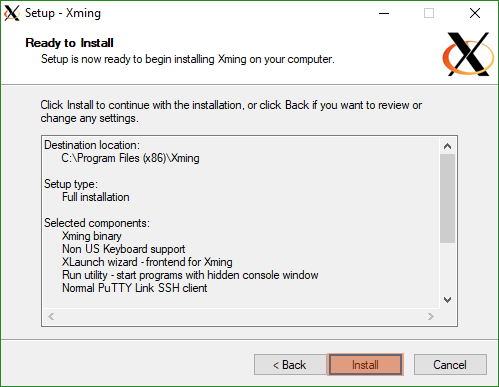 Setup - Xming
Ready to Install
Setup is now ready to begin installing Xming on your computer.
Click Install to continue with the installation, or click Back if you want to review or
change any settings.
Destination location:
C:\Program Files (x86)\Xming
Setup type:
Full installation
Selected components:
Xming binary
Non US Keyboard support
XLaunch wizard - frontend for Xming
Run utility - start programs with hidden console window
Normal PuTTY Link SSH client
< Back
Install
Cancel